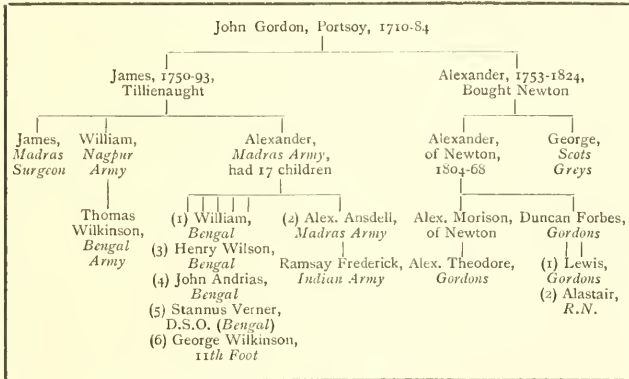 John Gordon, Portsoy, 1710-84
James, 1750-93,
Tillienaught
Alexander, 1753-1824,
Bought Newton
James,
Madras
Surgeon
William,
Nagpur
Army
Alexander,
Madras Army,
had 17 children
Alexander,
of Newton,
1804-68
George,
Scots
Greys
Thomas
Wilkinson,
Bengal
Army
(1) William,
Bengal
(3) Henry Wilson,
Bengal
(4) John Andrias,
Bengal
(5) Stannus Verner,
D.S.O. (Bengal)
(6) George Wilkinson,
11th Foot
(2) Alex. Ansdell,
Madras Army
Ramsay Frederick,
Indian Army
Alex. Morison,
of Newton
Alex. Theodore,
Gordons
Duncan Forbes,
Gordons
(1) Lewis,
Gordons
(2) Alastair,
R.N.